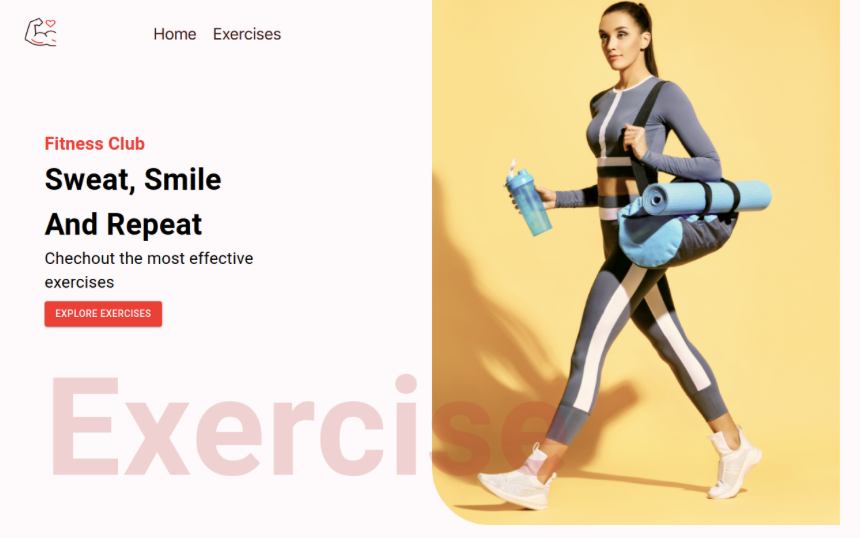 Home Exercises
Fitness Club
Sweat, Smile
And Repeat
Chechout the most effective
exercises
EXPLORE EXERCISES
Exercise